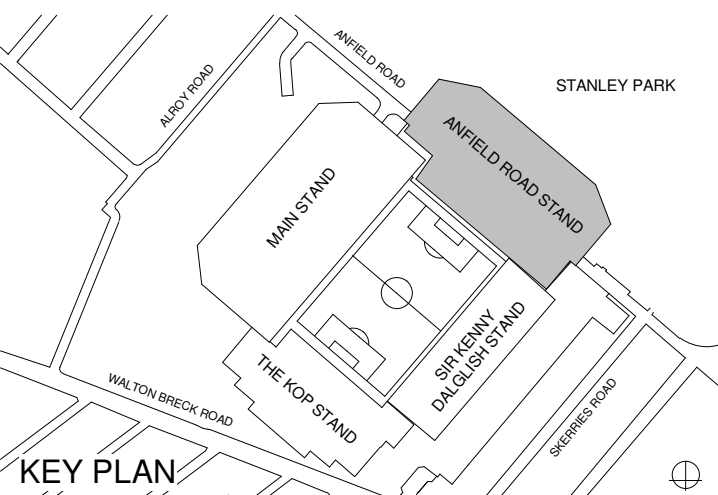 ANFIELD ROAD
STANLEY PARK
ALROY ROAD
ANFIELD ROAD STAND
MAIN STAND
SIR KENNY
DALGLISH STAND
THE KOP STAND
WALTON BRECK ROAD
SKERRIES ROAD
KEY PLAN